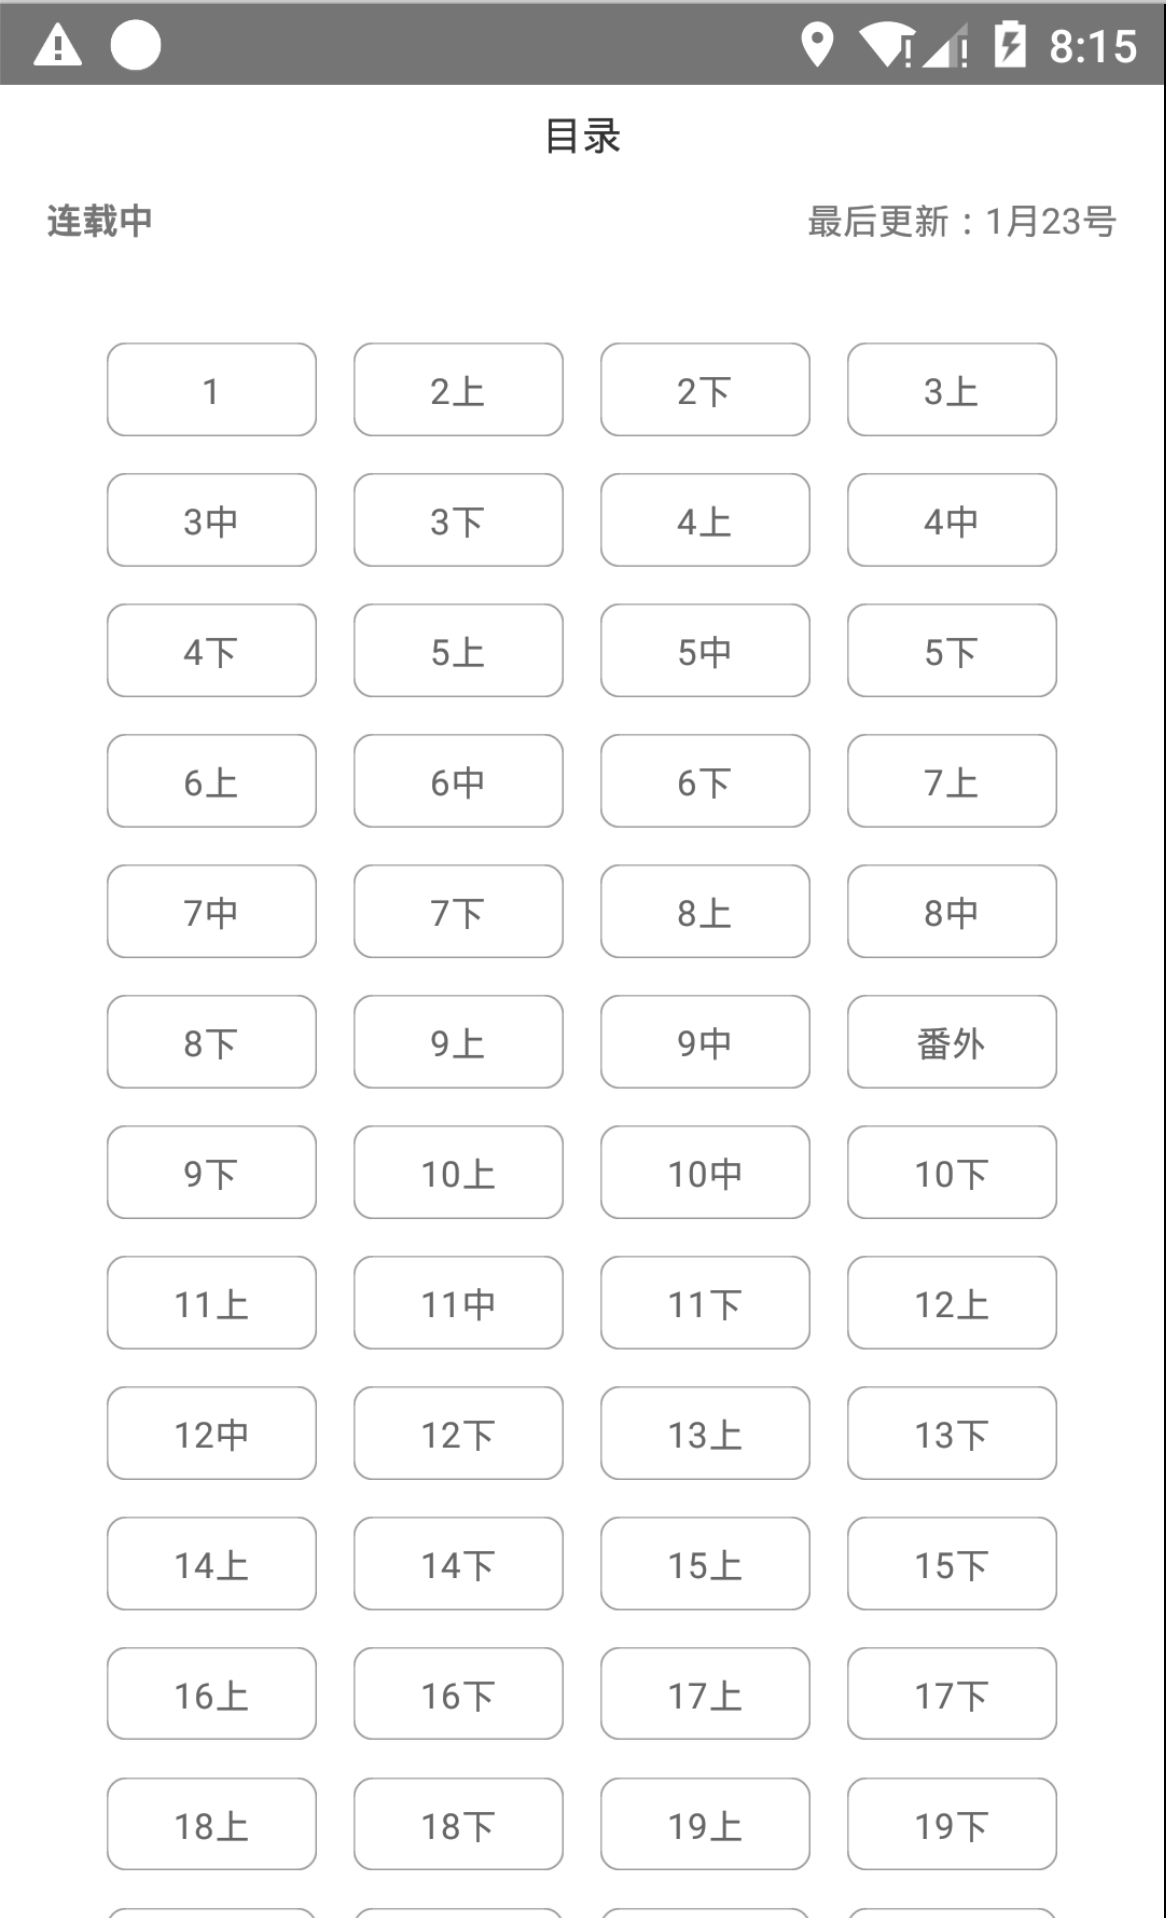 8:15
目录
连载中 最后更新：1月23号
1 2上 2下 3上
3中 3下 4上 4中
4下 5上 5中 5下
6上 6中 6下 7上
7中 7下 8上 8中
8下 9上 9中 番外
9下 10上 10中 10下
11上 11中 11下 12上
12中 12下 13上 13下
14上 14下 15上 15下
16上 16下 17上 17下
18上 18下 19上 19下